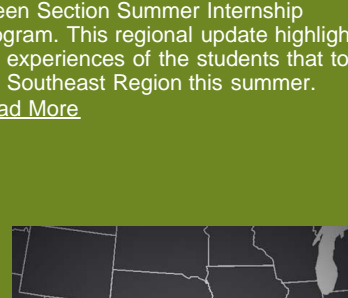 een Section Summer Internship
ogram. This regional update highligh
experiences of the students that to
Southeast Region this summer.
ad More